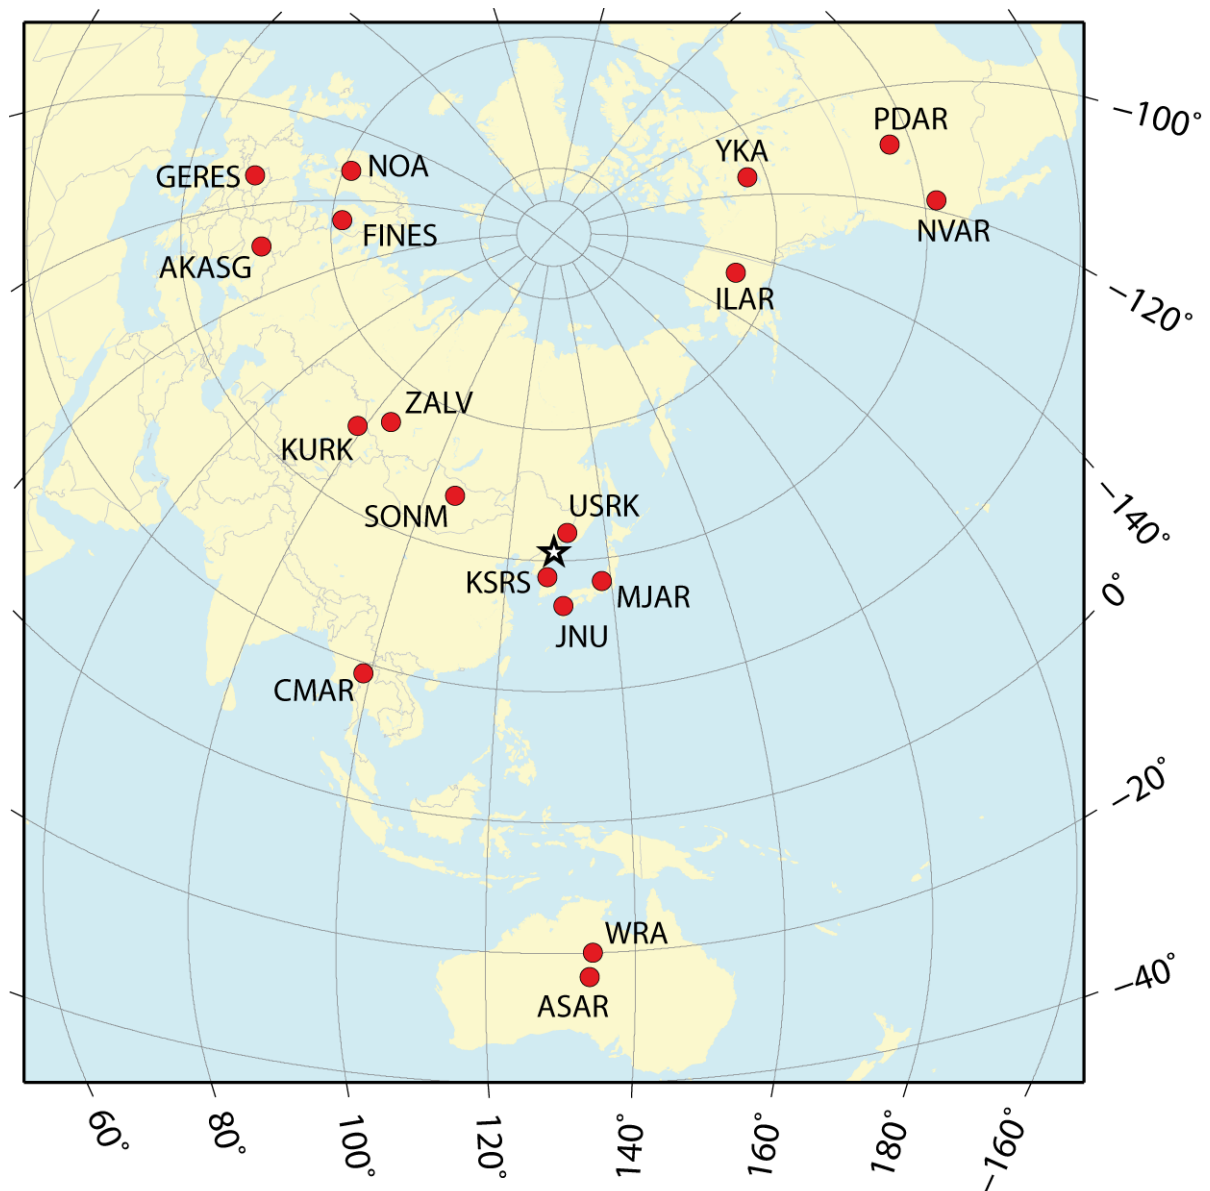 −100°
PDAR
YKA
NOA
GERES
NVAR
FINES
AKASG
ILAR
−120°
ZALV
KURK
SONM
USRK
−140°
KSRS
MJAR
0°
JNU
CMAR
−20°
WRA
−40°
ASAR
60°
80°
100°
120°
140°
160°
180°
−160°